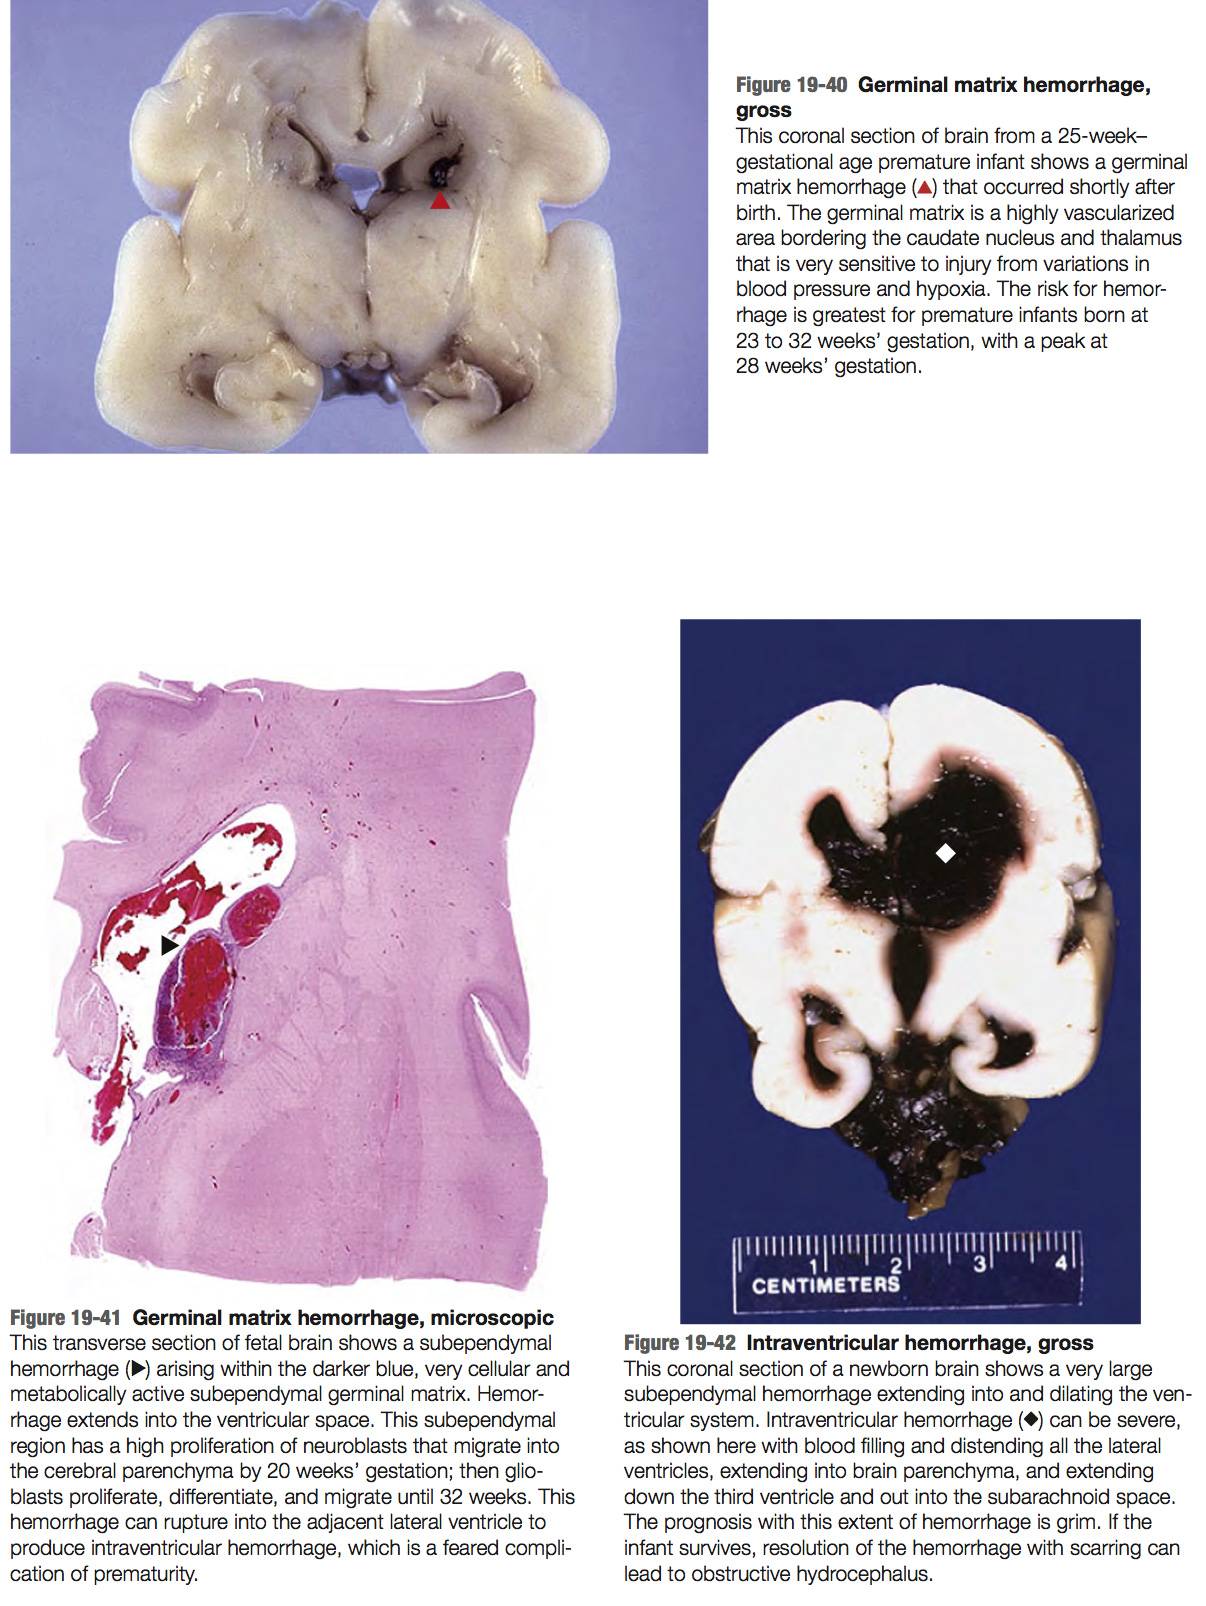 Figure 19-40 Germinal matrix hemorrhage,
gross
This coronal section of brain from a 25-week–
gestational age premature infant shows a germinal
matrix hemorrhage (▲) that occurred shortly after
birth. The germinal matrix is a highly vascularized
area bordering the caudate nucleus and thalamus
that is very sensitive to injury from variations in
blood pressure and hypoxia. The risk for hemor-
rhage is greatest for premature infants born at
23 to 32 weeks’ gestation, with a peak at
28 weeks’ gestation.
Figure 19-41 Germinal matrix hemorrhage, microscopic
This transverse section of fetal brain shows a subependymal
hemorrhage (▶) arising within the darker blue, very cellular and
metabolically active subependymal germinal matrix. Hemor-
rhage extends into the ventricular space. This subependymal
region has a high proliferation of neuroblasts that migrate into
the cerebral parenchyma by 20 weeks’ gestation; then glio-
blasts proliferate, differentiate, and migrate until 32 weeks. This
hemorrhage can rupture into the adjacent lateral ventricle to
produce intraventricular hemorrhage, which is a feared compli-
cation of prematurity.
1 2 3 4
CENTIMETERS
Figure 19-42 Intraventricular hemorrhage, gross
This coronal section of a newborn brain shows a very large
subependymal hemorrhage extending into and dilating the ven-
tricular system. Intraventricular hemorrhage (◆) can be severe,
as shown here with blood filling and distending all the lateral
ventricles, extending into brain parenchyma, and extending
down the third ventricle and out into the subarachnoid space.
The prognosis with this extent of hemorrhage is grim. If the
infant survives, resolution of the hemorrhage with scarring can
lead to obstructive hydrocephalus.